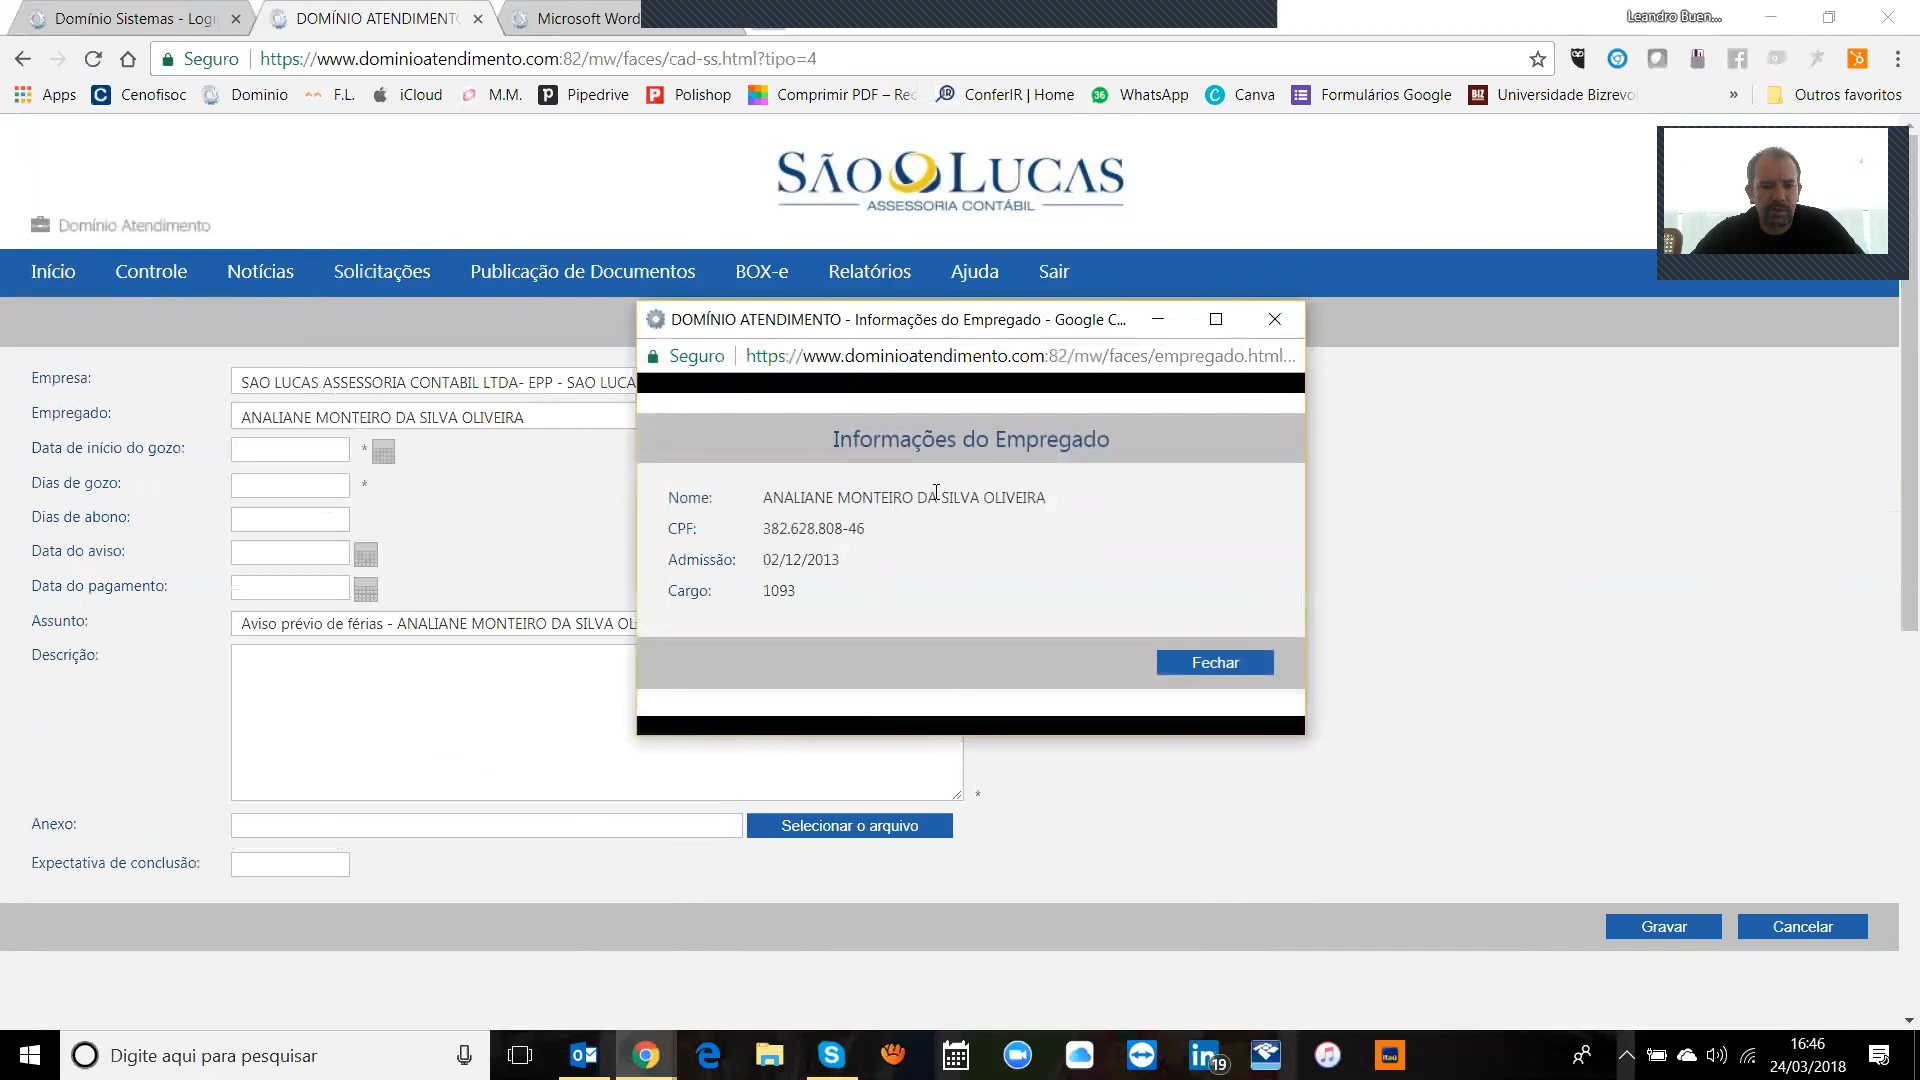 Domínio Sistemas - Logi
DOMÍNIO ATENDIMENTO
Microsoft Word
Leandro Buen...
Seguro
https://www.dominioatendimento.com:82/mw/faces/cad-ss.html?tipo=4
Apps
Cenofisco
Dominio
F.L.
iCloud
M.M.
Pipedrive
Polishop
Comprimir PDF – Red
ConferIR | Home
WhatsApp
Canva
Formulários Google
Universidade Bizrevo
»
Outros favoritos
SÃO LUCAS
ASSESSORIA CONTÁBIL
Domínio Atendimento
Início
Controle
Notícias
Solicitações
Publicação de Documentos
BOX-e
Relatórios
Ajuda
Sair
DOMÍNIO ATENDIMENTO - Informações do Empregado - Google C...
Seguro
https://www.dominioatendimento.com:82/mw/faces/empregado.html...
Informações do Empregado
Nome: ANALIANE MONTEIRO DA SILVA OLIVEIRA
CPF: 382.628.808-46
Admissão: 02/12/2013
Cargo: 1093
Fechar
Empresa: SAO LUCAS ASSESSORIA CONTABIL LTDA- EPP - SAO LUCA
Empregado: ANALIANE MONTEIRO DA SILVA OLIVEIRA
Data de início do gozo: *
Dias de gozo: *
Dias de abono:
Data do aviso:
Data do pagamento:
Assunto: Aviso prévio de férias - ANALIANE MONTEIRO DA SILVA OL
Descrição: *
Anexo: Selecionar o arquivo
Expectativa de conclusão:
Gravar
Cancelar
Digite aqui para pesquisar
19
Itaú
16:46
24/03/2018